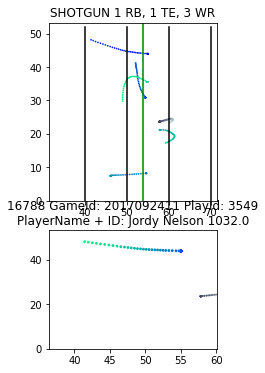 SHOTGUN 1 RB, 1 TE, 3 WR
50
40
30
20
10
0
40 50 60 70
16788 GameId: 2017092411 PlayId: 3549
PlayerName + ID: Jordy Nelson 1032.0
40
20
0
40 45 50 55 60